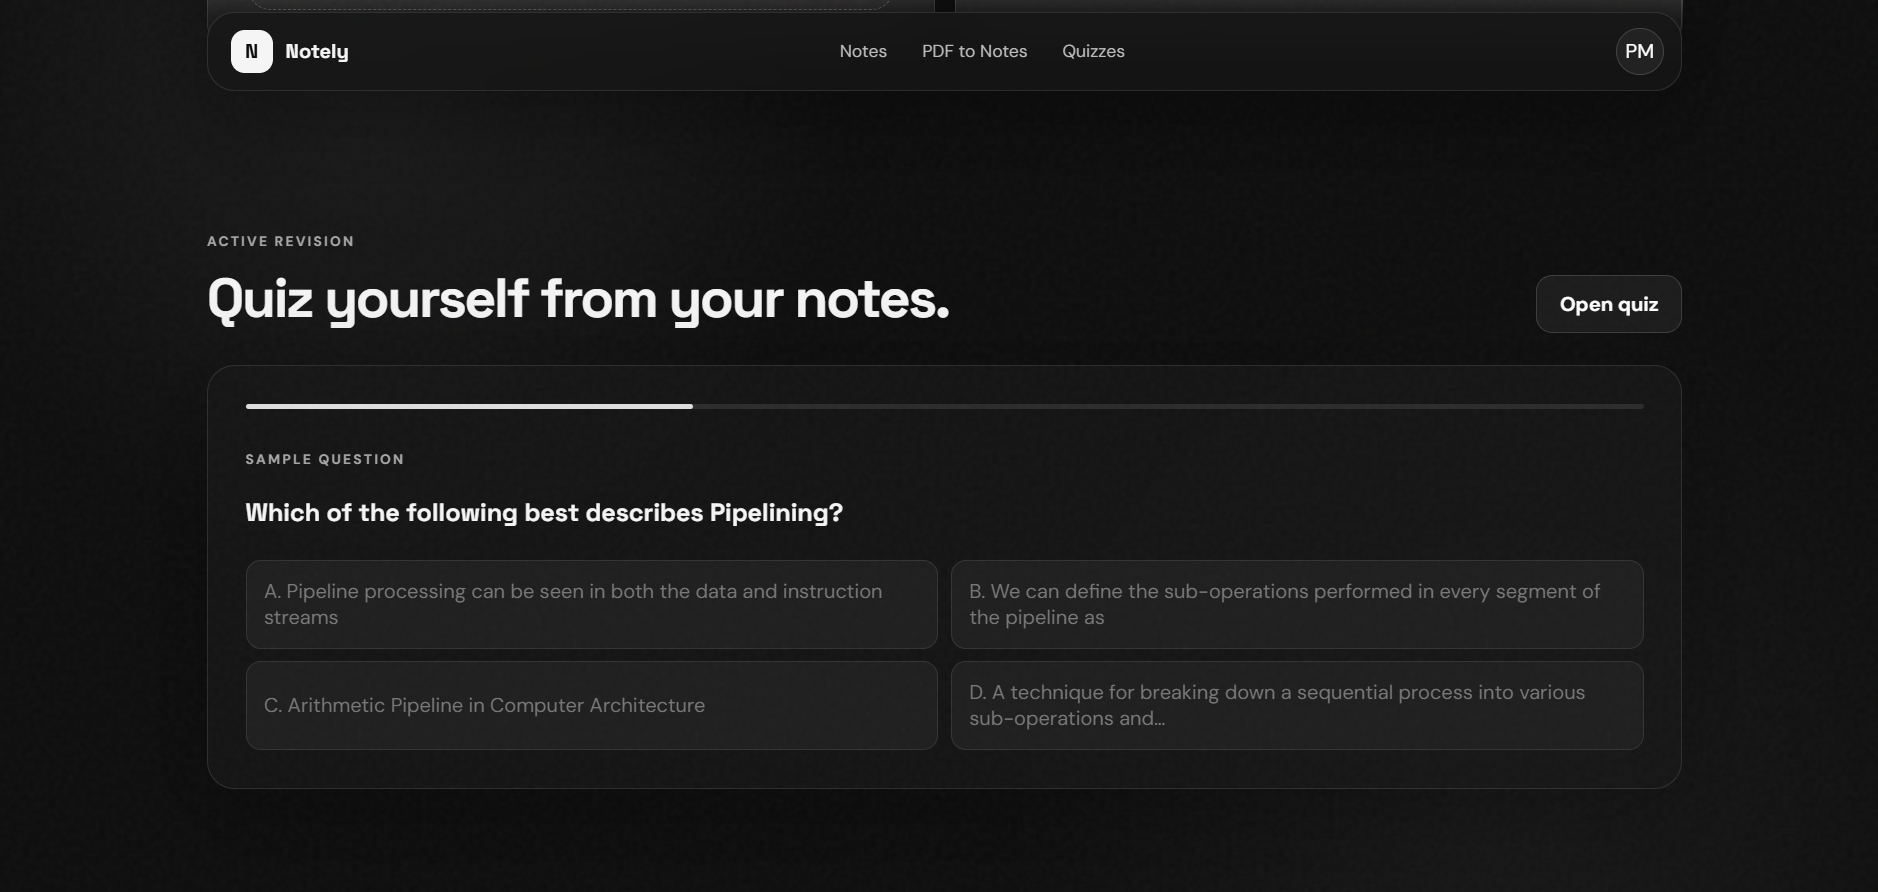 N Notely Notes PDF to Notes Quizzes PM
ACTIVE REVISION
Quiz yourself from your notes.
Open quiz
SAMPLE QUESTION
Which of the following best describes Pipelining?
A. Pipeline processing can be seen in both the data and instruction
streams
B. We can define the sub-operations performed in every segment of
the pipeline as
C. Arithmetic Pipeline in Computer Architecture
D. A technique for breaking down a sequential process into various
sub-operations and...